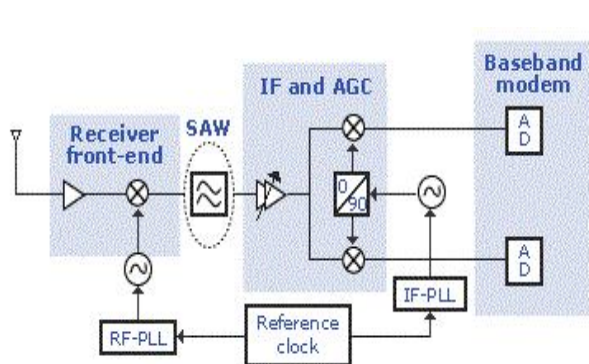 Baseband
modem
IF and AGC
Receiver
front-end
SAW
A
D
0
90
A
D
IF-PLL
RF-PLL
Reference
clock